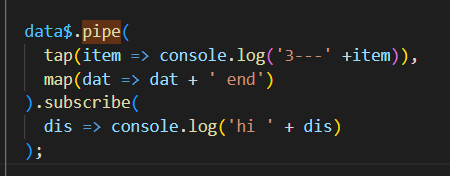 data$.pipe(
  tap(item => console.log('3---' +item)),
  map(dat => dat + ' end')
).subscribe(
  dis => console.log('hi ' + dis)
);